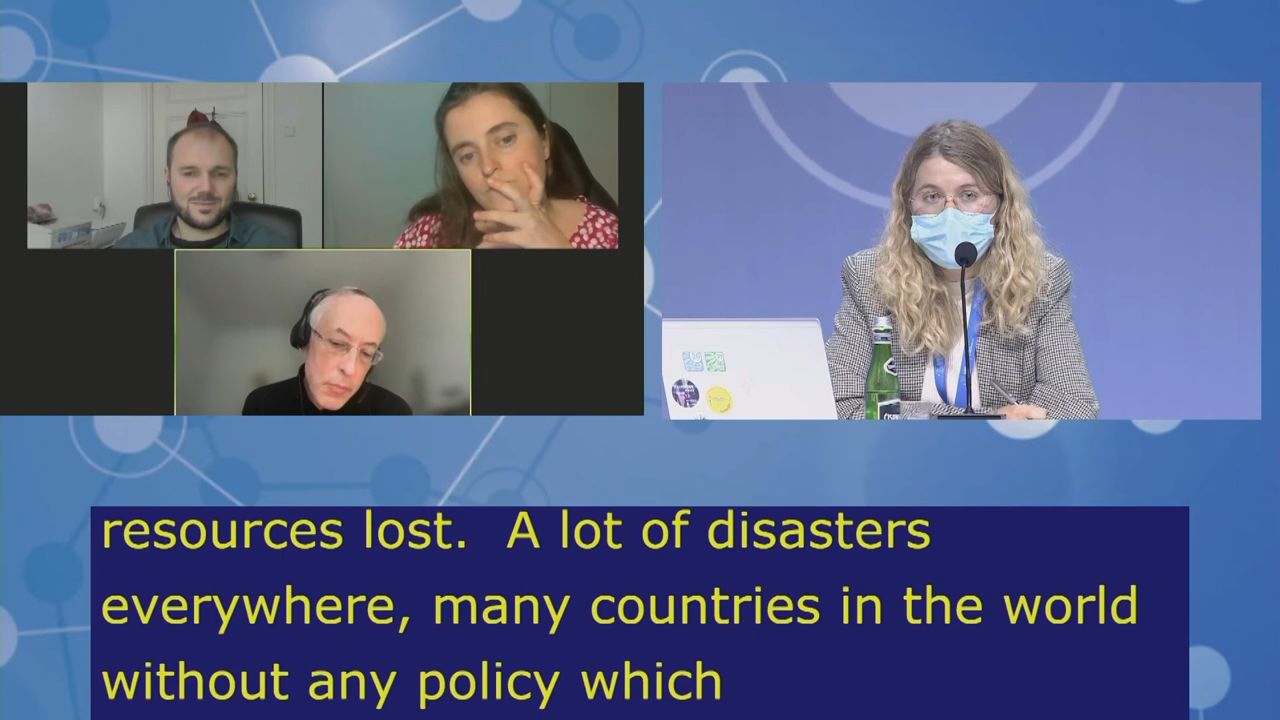 resources lost.  A lot of disasters
everywhere, many countries in the world
without any policy which